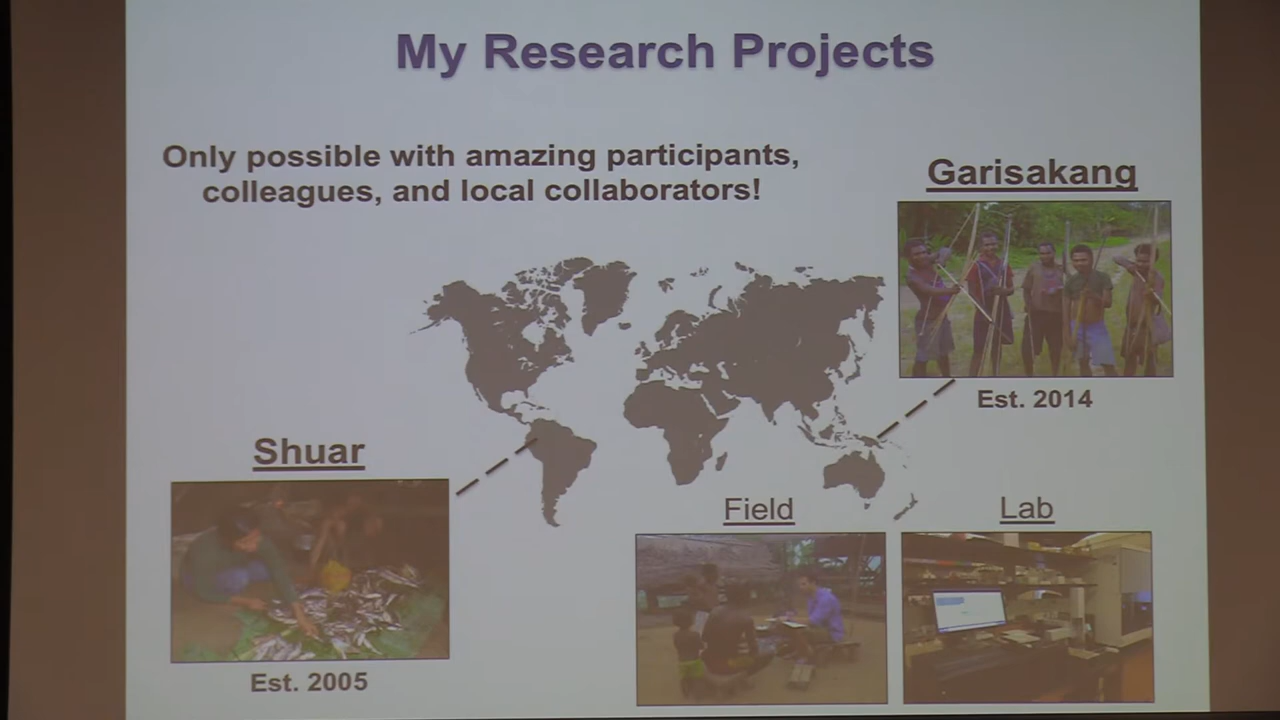 My Research Projects
Only possible with amazing participants,
colleagues, and local collaborators!
Garisakang
Est. 2014
Shuar
Est. 2005
Field
Lab